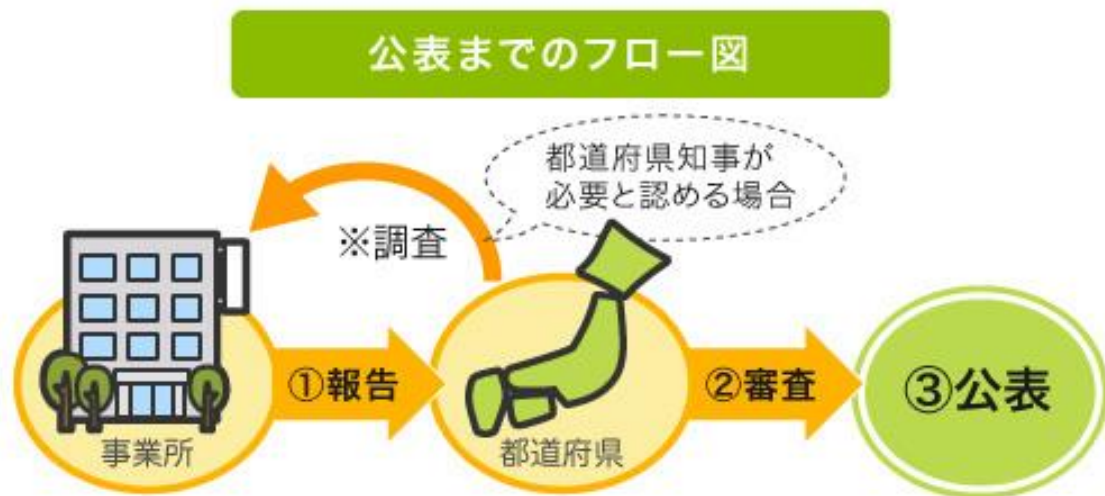 公表までのフロー図
都道府県知事が
必要と認める場合
※調査
①報告
②審査
③公表
事業所
都道府県